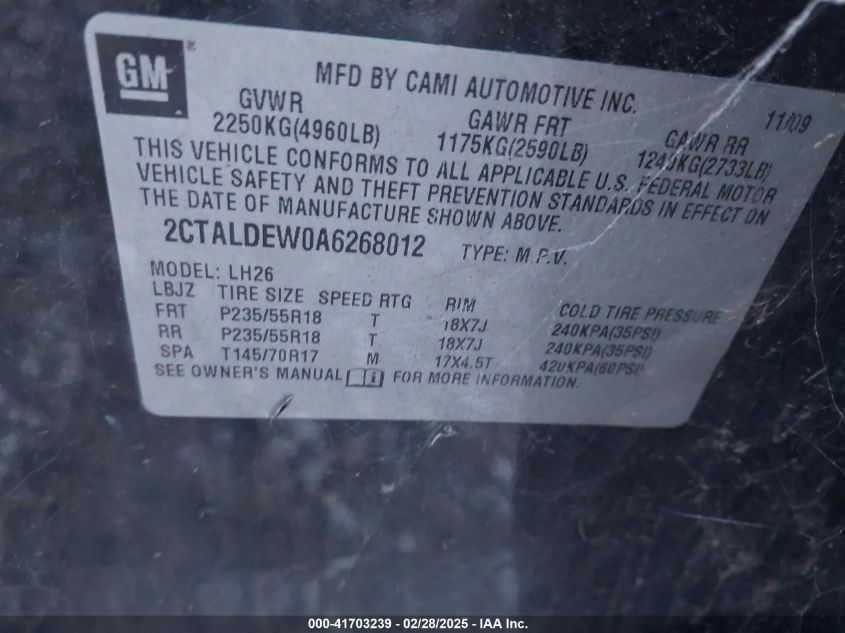 GM®
MFD BY CAMI AUTOMOTIVE INC.
11/09
GVWR GAWR FRT GAWR RR
2250KG(4960LB) 1175KG(2590LB) 1240KG(2733LB)
THIS VEHICLE CONFORMS TO ALL APPLICABLE U.S. FEDERAL MOTOR
VEHICLE SAFETY AND THEFT PREVENTION STANDARDS IN EFFECT ON
THE DATE OF MANUFACTURE SHOWN ABOVE.
2CTALDEW0A6268012 TYPE: M.P.V.
MODEL: LH26
LBJZ TIRE SIZE SPEED RTG RIM COLD TIRE PRESSURE
FRT P235/55R18 T 18X7J 240KPA(35PSI)
RR P235/55R18 T 18X7J 240KPA(35PSI)
SPA T145/70R17 M 17X4.5T 420KPA(60PSI)
SEE OWNER'S MANUAL FOR MORE INFORMATION.
000-41703239 - 02/28/2025 - IAA Inc.